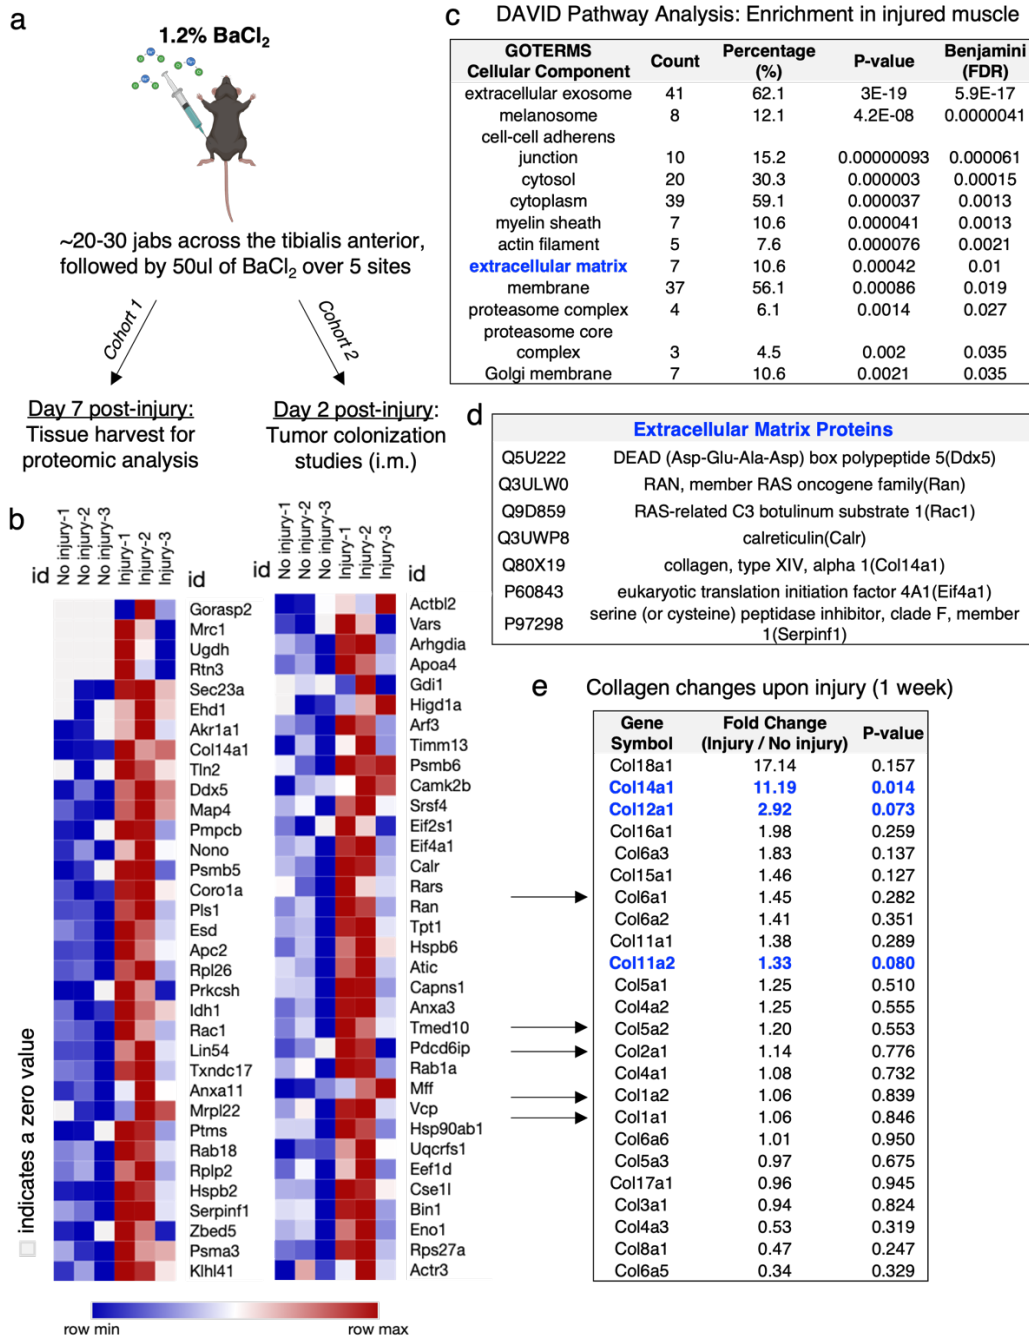 a
1.2% BaCl2
~20-30 jabs across the tibialis anterior,
followed by 50ul of BaCl2 over 5 sites
Cohort 1
Cohort 2
Day 7 post-injury:
Tissue harvest for
proteomic analysis
Day 2 post-injury:
Tumor colonization
studies (i.m.)
b
id No injury-1 No injury-2 No injury-3 Injury-1 Injury-2 Injury-3 id
Gorasp2
Mrc1
Ugdh
Rtn3
Sec23a
Ehd1
Akr1a1
Col14a1
Tln2
Ddx5
Map4
Pmpcb
Nono
Psmb5
Coro1a
Pls1
Esd
Apc2
Rpl26
Prkcsh
Idh1
Rac1
Lin54
Txndc17
Anxa11
Mrpl22
Ptms
Rab18
Rplp2
Hspb2
Serpinf1
Zbed5
Psma3
Klhl41
id No injury-1 No injury-2 No injury-3 Injury-1 Injury-2 Injury-3 id
Actbl2
Vars
Arhgdia
Apoa4
Gdi1
Higd1a
Arf3
Timm13
Psmb6
Camk2b
Srsf4
Eif2s1
Eif4a1
Calr
Rars
Ran
Tpt1
Hspb6
Atic
Capns1
Anxa3
Tmed10
Pdcd6ip
Rab1a
Mff
Vcp
Hsp90ab1
Uqcrfs1
Eef1d
Cse1l
Bin1
Eno1
Rps27a
Actr3
indicates a zero value
row min row max
c DAVID Pathway Analysis: Enrichment in injured muscle
GOTERMS Cellular Component Count Percentage (%) P-value Benjamini (FDR)
extracellular exosome 41 62.1 3E-19 5.9E-17
melanosome 8 12.1 4.2E-08 0.0000041
cell-cell adherens
junction 10 15.2 0.00000093 0.000061
cytosol 20 30.3 0.000003 0.00015
cytoplasm 39 59.1 0.000037 0.0013
myelin sheath 7 10.6 0.000041 0.0013
actin filament 5 7.6 0.000076 0.0021
extracellular matrix 7 10.6 0.00042 0.01
membrane 37 56.1 0.00086 0.019
proteasome complex 4 6.1 0.0014 0.027
proteasome core
complex 3 4.5 0.002 0.035
Golgi membrane 7 10.6 0.0021 0.035
d
Extracellular Matrix Proteins
Q5U222 DEAD (Asp-Glu-Ala-Asp) box polypeptide 5(Ddx5)
Q3ULW0 RAN, member RAS oncogene family(Ran)
Q9D859 RAS-related C3 botulinum substrate 1(Rac1)
Q3UWP8 calreticulin(Calr)
Q80X19 collagen, type XIV, alpha 1(Col14a1)
P60843 eukaryotic translation initiation factor 4A1(Eif4a1)
P97298 serine (or cysteine) peptidase inhibitor, clade F, member
1(Serpinf1)
e Collagen changes upon injury (1 week)
Gene Symbol Fold Change (Injury / No injury) P-value
Col18a1 17.14 0.157
Col14a1 11.19 0.014
Col12a1 2.92 0.073
Col16a1 1.98 0.259
Col6a3 1.83 0.137
Col15a1 1.46 0.127
Col6a1 1.45 0.282
Col6a2 1.41 0.351
Col11a1 1.38 0.289
Col11a2 1.33 0.080
Col5a1 1.25 0.510
Col4a2 1.25 0.555
Col5a2 1.20 0.553
Col2a1 1.14 0.776
Col4a1 1.08 0.732
Col1a2 1.06 0.839
Col1a1 1.06 0.846
Col6a6 1.01 0.950
Col5a3 0.97 0.675
Col17a1 0.96 0.945
Col3a1 0.94 0.824
Col4a3 0.53 0.319
Col8a1 0.47 0.247
Col6a5 0.34 0.329